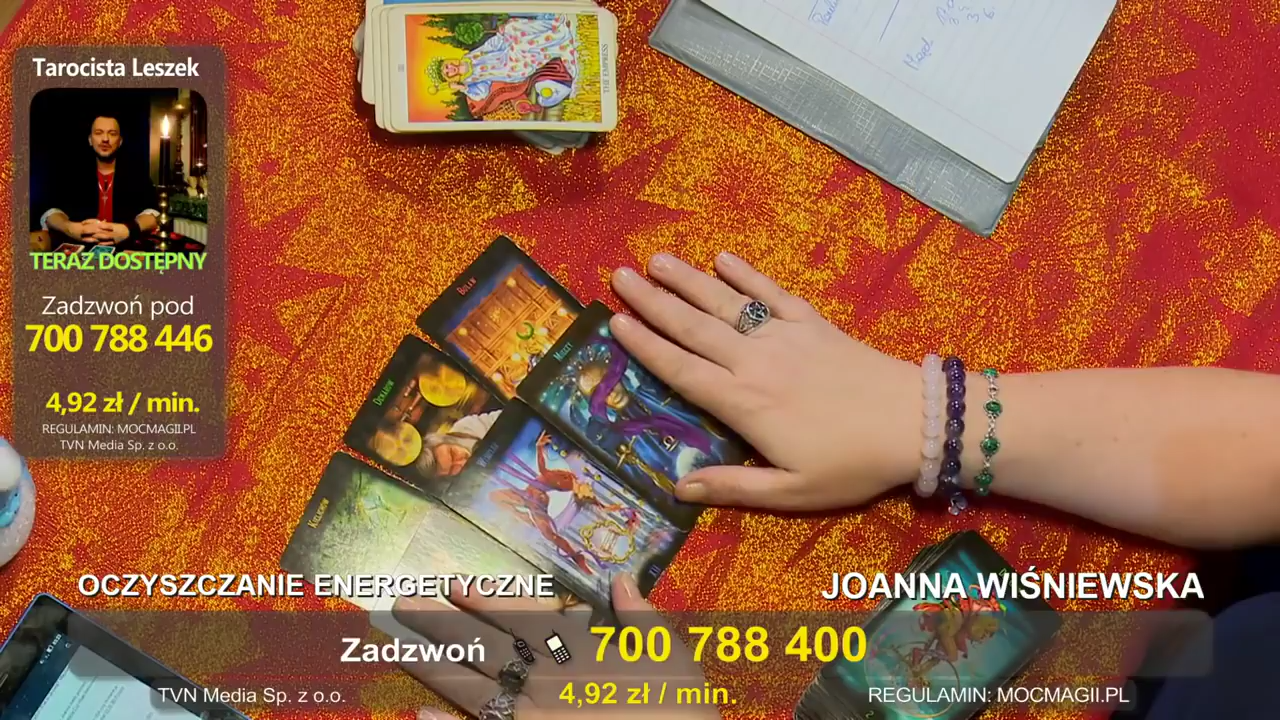 Tarocista Leszek
TERAZ DOSTĘPNY
Zadzwoń pod
700 788 446
4,92 zł / min.
REGULAMIN: MOCMAGII.PL
TVN Media Sp. z o.o.
THE EMPRESS
OCZYSZCZANIE ENERGETYCZNE
JOANNA WIŚNIEWSKA
Zadzwoń 700 788 400
TVN Media Sp. z o.o. 4,92 zł / min. REGULAMIN: MOCMAGII.PL